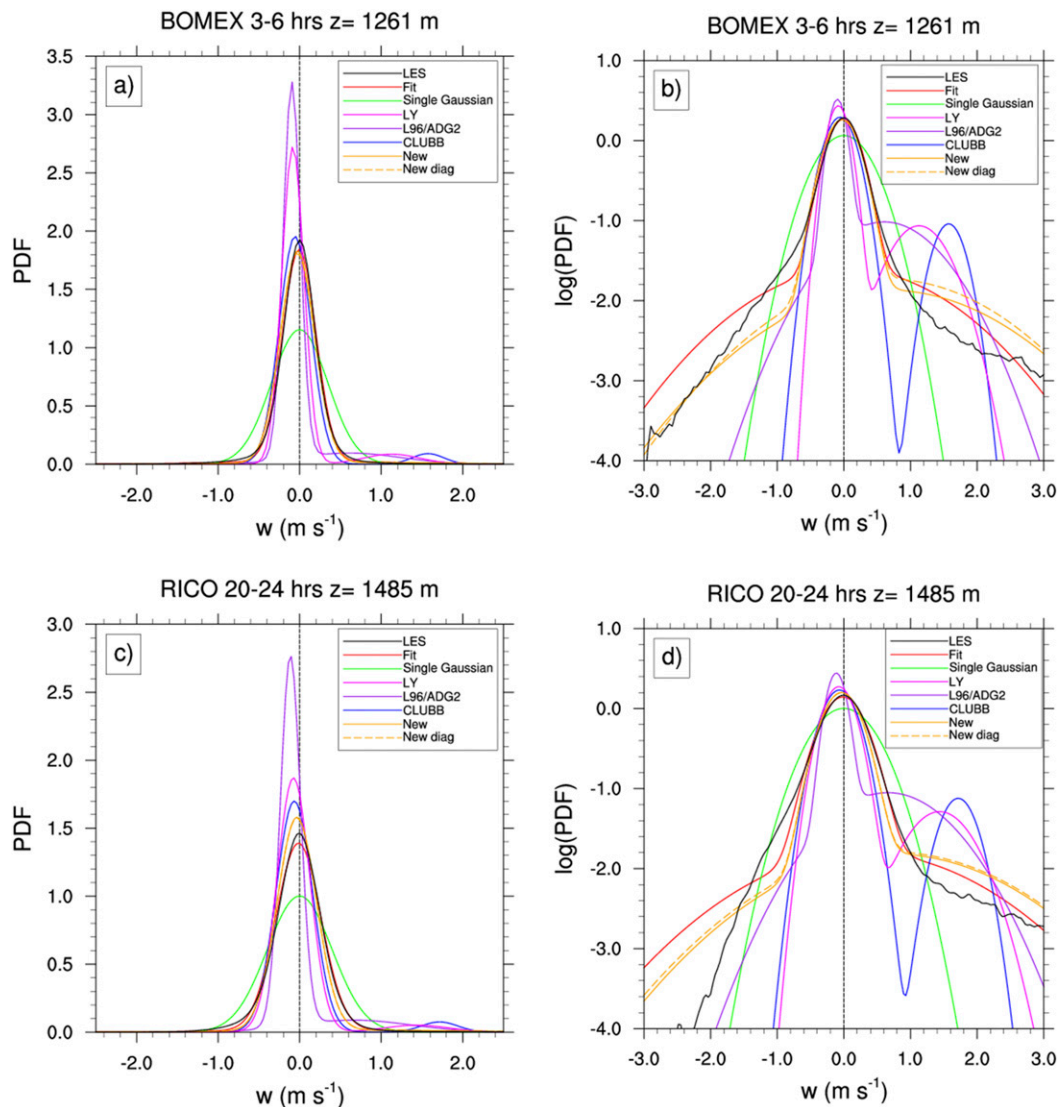 BOMEX 3-6 hrs z= 1261 m
a)
LES
Fit
Single Gaussian
LY
L96/ADG2
CLUBB
New
New diag
PDF
3.5
3.0
2.5
2.0
1.5
1.0
0.5
0.0
-2.0 -1.0 0.0 1.0 2.0
w (m s⁻¹)
BOMEX 3-6 hrs z= 1261 m
b)
LES
Fit
Single Gaussian
LY
L96/ADG2
CLUBB
New
New diag
log(PDF)
1.0
0.0
-1.0
-2.0
-3.0
-4.0
-3.0 -2.0 -1.0 0.0 1.0 2.0 3.0
w (m s⁻¹)
RICO 20-24 hrs z= 1485 m
c)
LES
Fit
Single Gaussian
LY
L96/ADG2
CLUBB
New
New diag
PDF
3.0
2.5
2.0
1.5
1.0
0.5
0.0
-2.0 -1.0 0.0 1.0 2.0
w (m s⁻¹)
RICO 20-24 hrs z= 1485 m
d)
LES
Fit
Single Gaussian
LY
L96/ADG2
CLUBB
New
New diag
log(PDF)
1.0
0.0
-1.0
-2.0
-3.0
-4.0
-3.0 -2.0 -1.0 0.0 1.0 2.0 3.0
w (m s⁻¹)